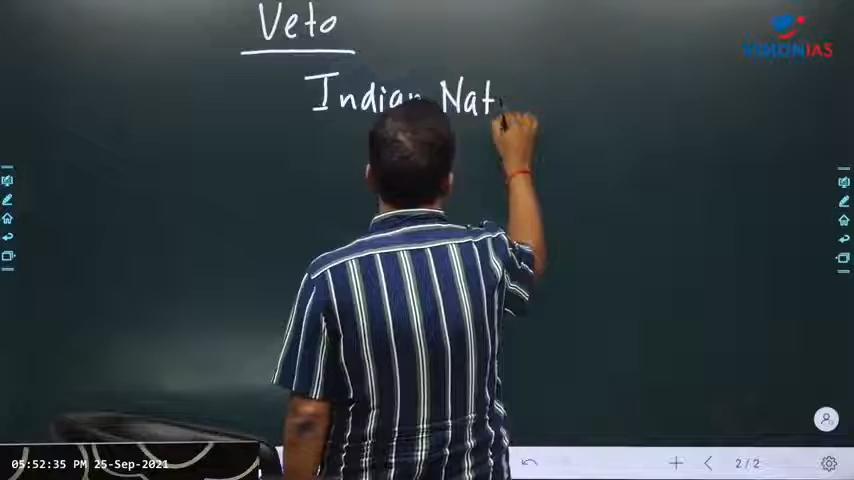 Veto
VISIONIAS
Indian Nat
05:52:35 PM 25-Sep-2021
2/2